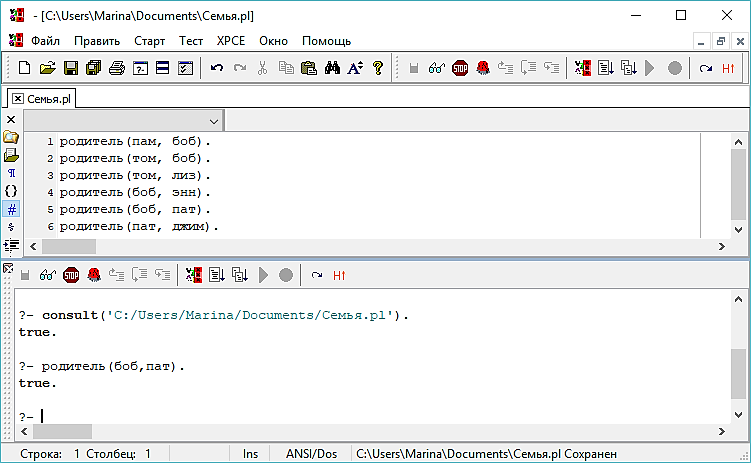 - [C:\Users\Marina\Documents\Семья.pl]
Файл Править Старт Тест XPCE Окно Помощь
Семья.pl
1 родитель(пам, боб).
2 родитель(том, боб).
3 родитель(том, лиз).
4 родитель(боб, энн).
5 родитель(боб, пат).
6 родитель(пат, джим).
?- consult('C:/Users/Marina/Documents/Семья.pl').
true.
?- родитель(боб,пат).
true.
?-
Строка: 1 Столбец: 1 Ins ANSI/Dos C:\Users\Marina\Documents\Семья.pl Сохранен